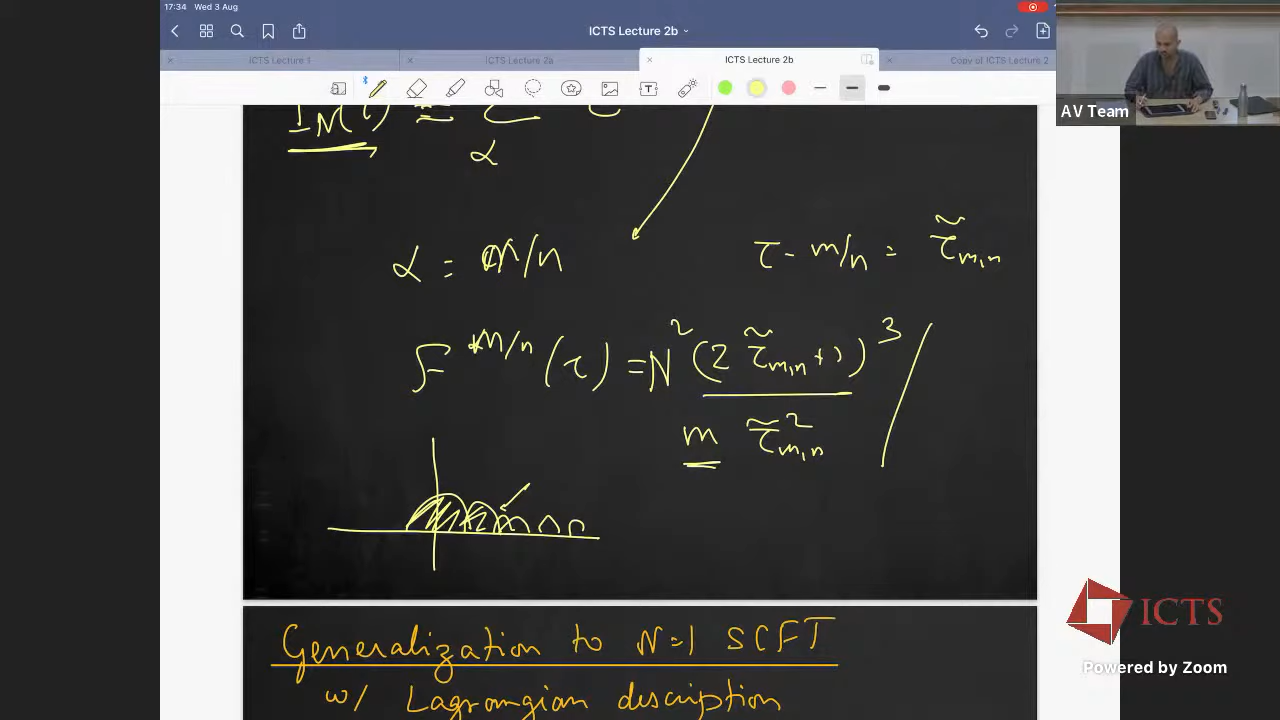 17:34 Wed 3 Aug
ICTS Lecture 2b
ICTS Lecture 1
ICTS Lecture 2a
ICTS Lecture 2b
Copy of ICTS Lecture 2
AV Team
α
α = m/n
τ - m/n = τ̃ₘ,ₙ
F^{m/n} (τ) = N² (2 τ̃ₘ,ₙ + 1)³
m τ̃²ₘ,ₙ
Generalization to N=1 SCFT
w/ Lagrangian description
ICTS
Powered by Zoom